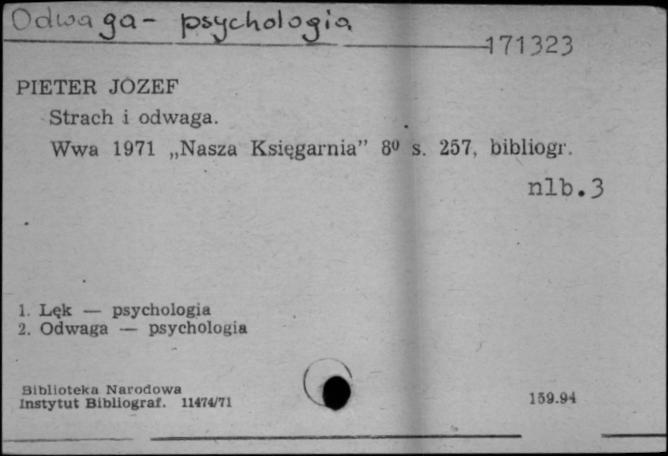 Odwaga - psychologia
171323
PIETER JÓZEF
Strach i odwaga.
Wwa 1971 „Nasza Księgarnia” 8⁰ s. 257, bibliogr.
nlb.3
1. Lęk — psychologia
2. Odwaga — psychologia
Biblioteka Narodowa
Instytut Bibliograf. 11474/71
159.94